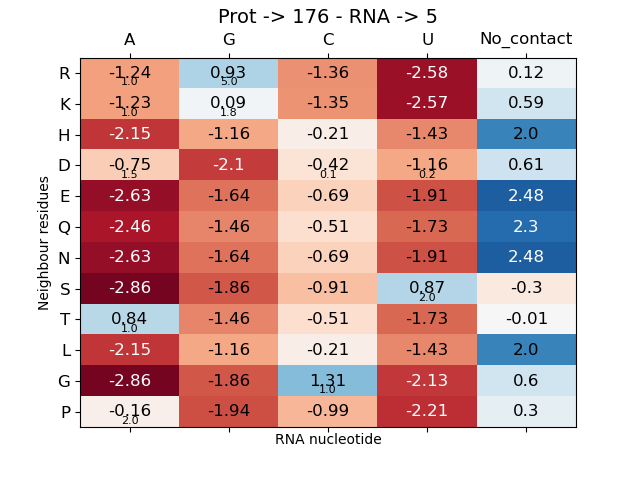 Prot -> 176 - RNA -> 5
A G C U No_contact
R -1.24 0.93 -1.36 -2.58 0.12
1.0 5.0
K -1.23 0.09 -1.35 -2.57 0.59
1.0 1.8
H -2.15 -1.16 -0.21 -1.43 2.0
D -0.75 -2.1 -0.42 -1.16 0.61
1.5 0.1 0.2
E -2.63 -1.64 -0.69 -1.91 2.48
Q -2.46 -1.46 -0.51 -1.73 2.3
N -2.63 -1.64 -0.69 -1.91 2.48
S -2.86 -1.86 -0.91 0.87 -0.3
2.0
T 0.84 -1.46 -0.51 -1.73 -0.01
1.0
L -2.15 -1.16 -0.21 -1.43 2.0
G -2.86 -1.86 1.31 -2.13 0.6
1.0
P -0.16 -1.94 -0.99 -2.21 0.3
2.0
RNA nucleotide
Neighbour residues